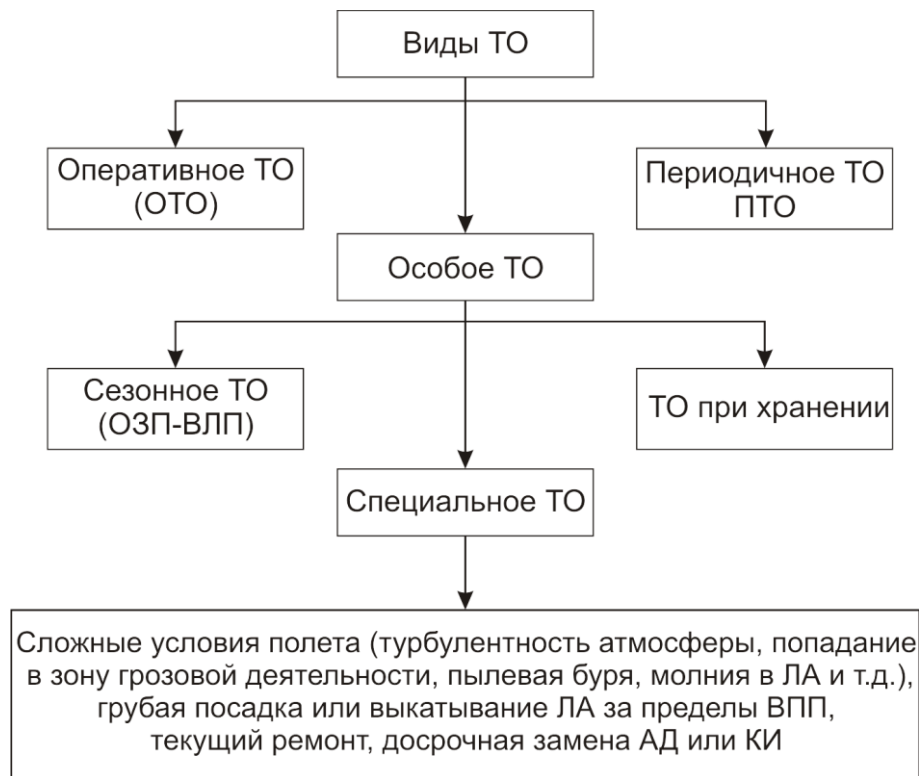 Виды ТО
Оперативное ТО
(ОТО)
Периодичное ТО
ПТО
Особое ТО
Сезонное ТО
(ОЗП-ВЛП)
ТО при хранении
Специальное ТО
Сложные условия полета (турбулентность атмосферы, попадание
в зону грозовой деятельности, пылевая буря, молния в ЛА и т.д.),
грубая посадка или выкатывание ЛА за пределы ВПП,
текущий ремонт, досрочная замена АД или КИ